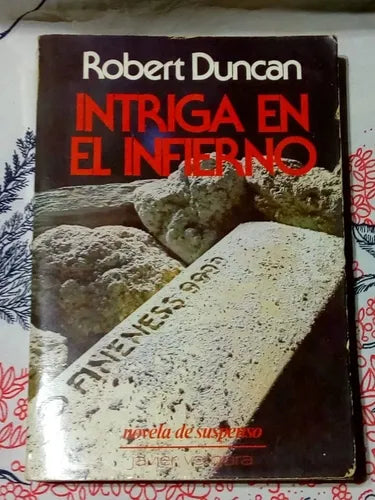 Robert Duncan
INTRIGA EN
EL INFIERNO
FINENESS 9999
novela de suspenso
javier vergara